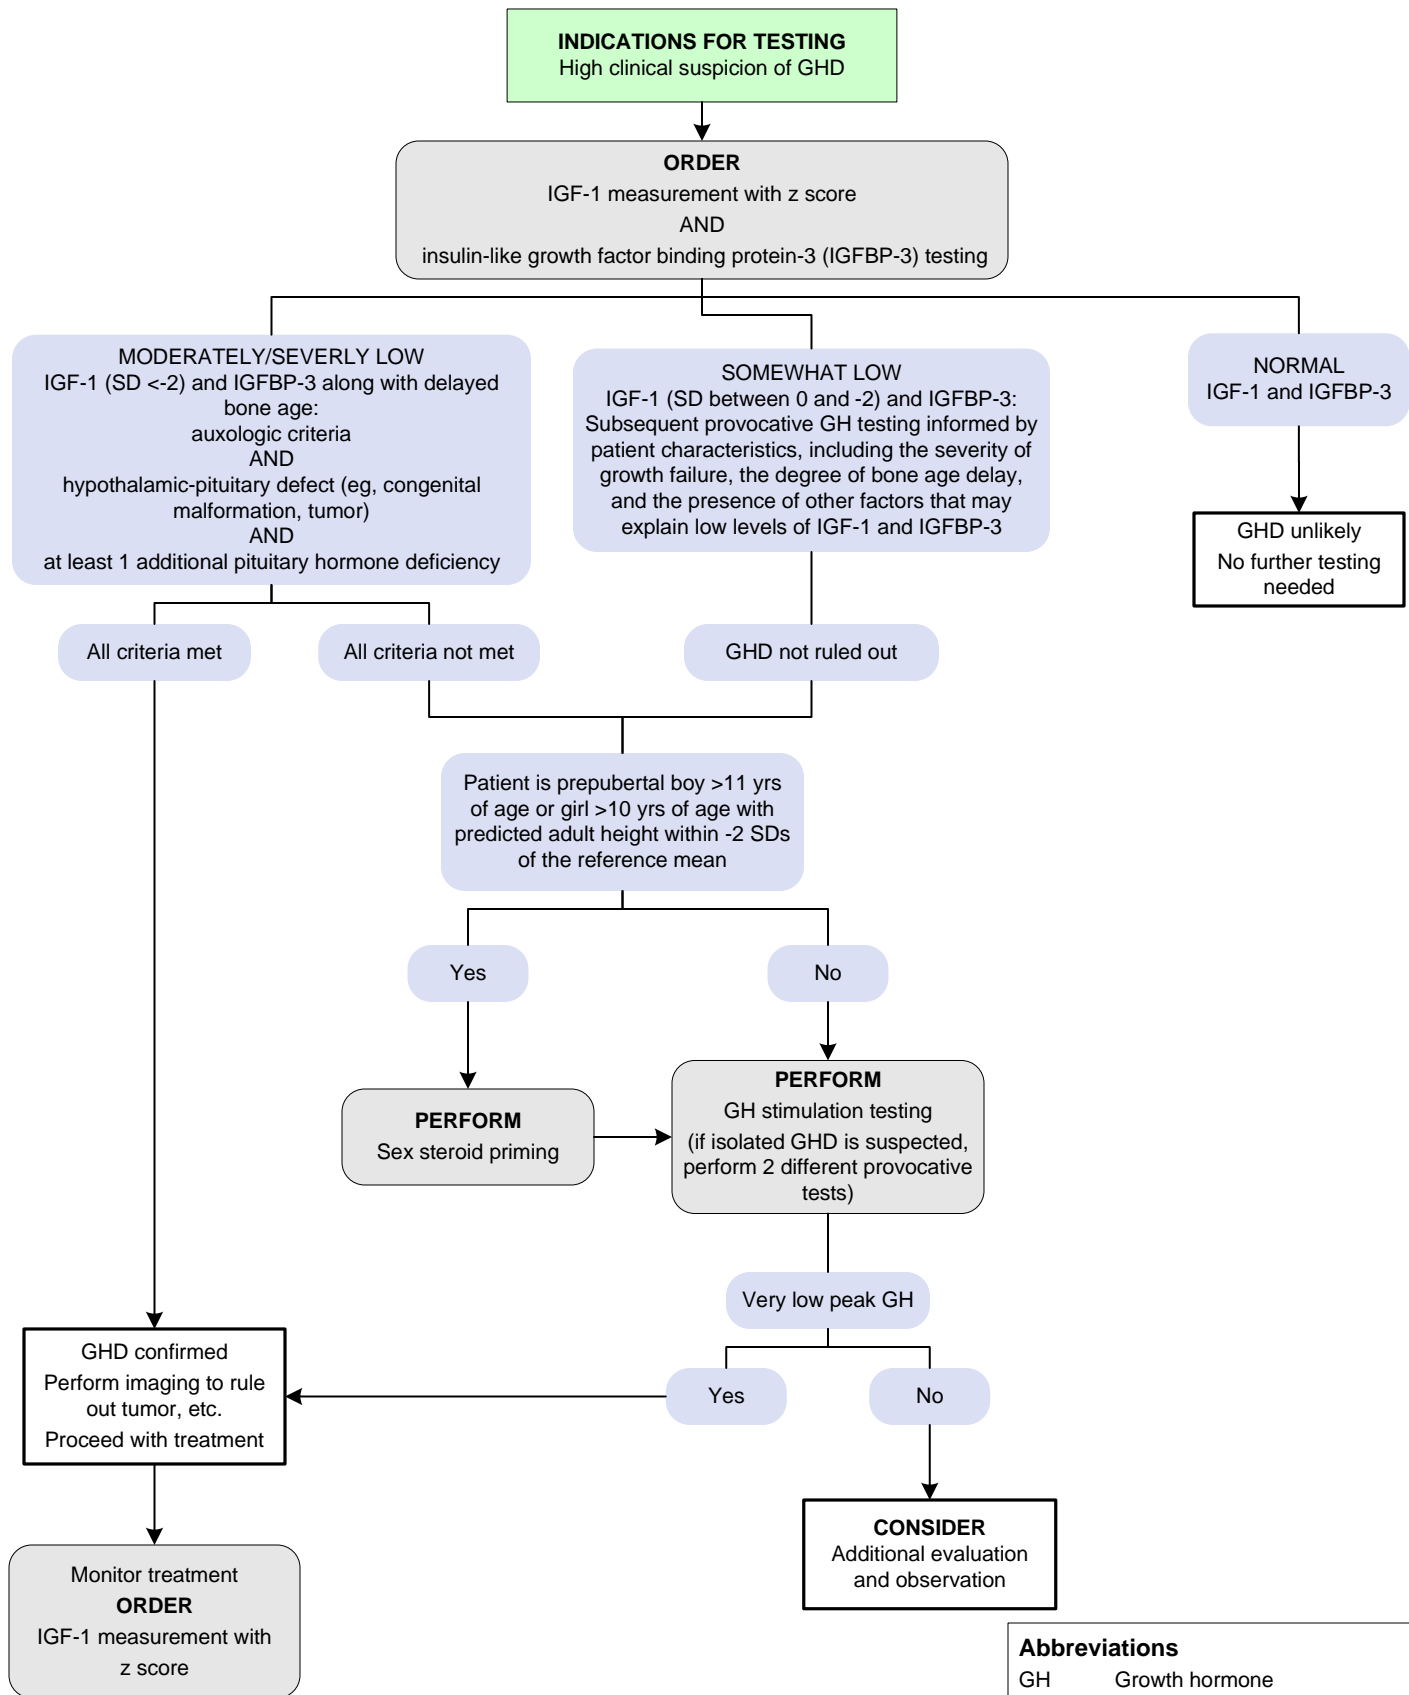 INDICATIONS FOR TESTING
High clinical suspicion of GHD
ORDER
IGF-1 measurement with z score
AND
insulin-like growth factor binding protein-3 (IGFBP-3) testing
MODERATELY/SEVERLY LOW
IGF-1 (SD <-2) and IGFBP-3 along with delayed
bone age:
auxologic criteria
AND
hypothalamic-pituitary defect (eg, congenital
malformation, tumor)
AND
at least 1 additional pituitary hormone deficiency
SOMEWHAT LOW
IGF-1 (SD between 0 and -2) and IGFBP-3:
Subsequent provocative GH testing informed by
patient characteristics, including the severity of
growth failure, the degree of bone age delay,
and the presence of other factors that may
explain low levels of IGF-1 and IGFBP-3
NORMAL
IGF-1 and IGFBP-3
GHD unlikely
No further testing
needed
All criteria met
All criteria not met
GHD not ruled out
Patient is prepubertal boy >11 yrs
of age or girl >10 yrs of age with
predicted adult height within -2 SDs
of the reference mean
Yes
No
PERFORM
Sex steroid priming
PERFORM
GH stimulation testing
(if isolated GHD is suspected,
perform 2 different provocative
tests)
Very low peak GH
Yes
No
GHD confirmed
Perform imaging to rule
out tumor, etc.
Proceed with treatment
CONSIDER
Additional evaluation
and observation
Monitor treatment
ORDER
IGF-1 measurement with
z score
Abbreviations
GH Growth hormone